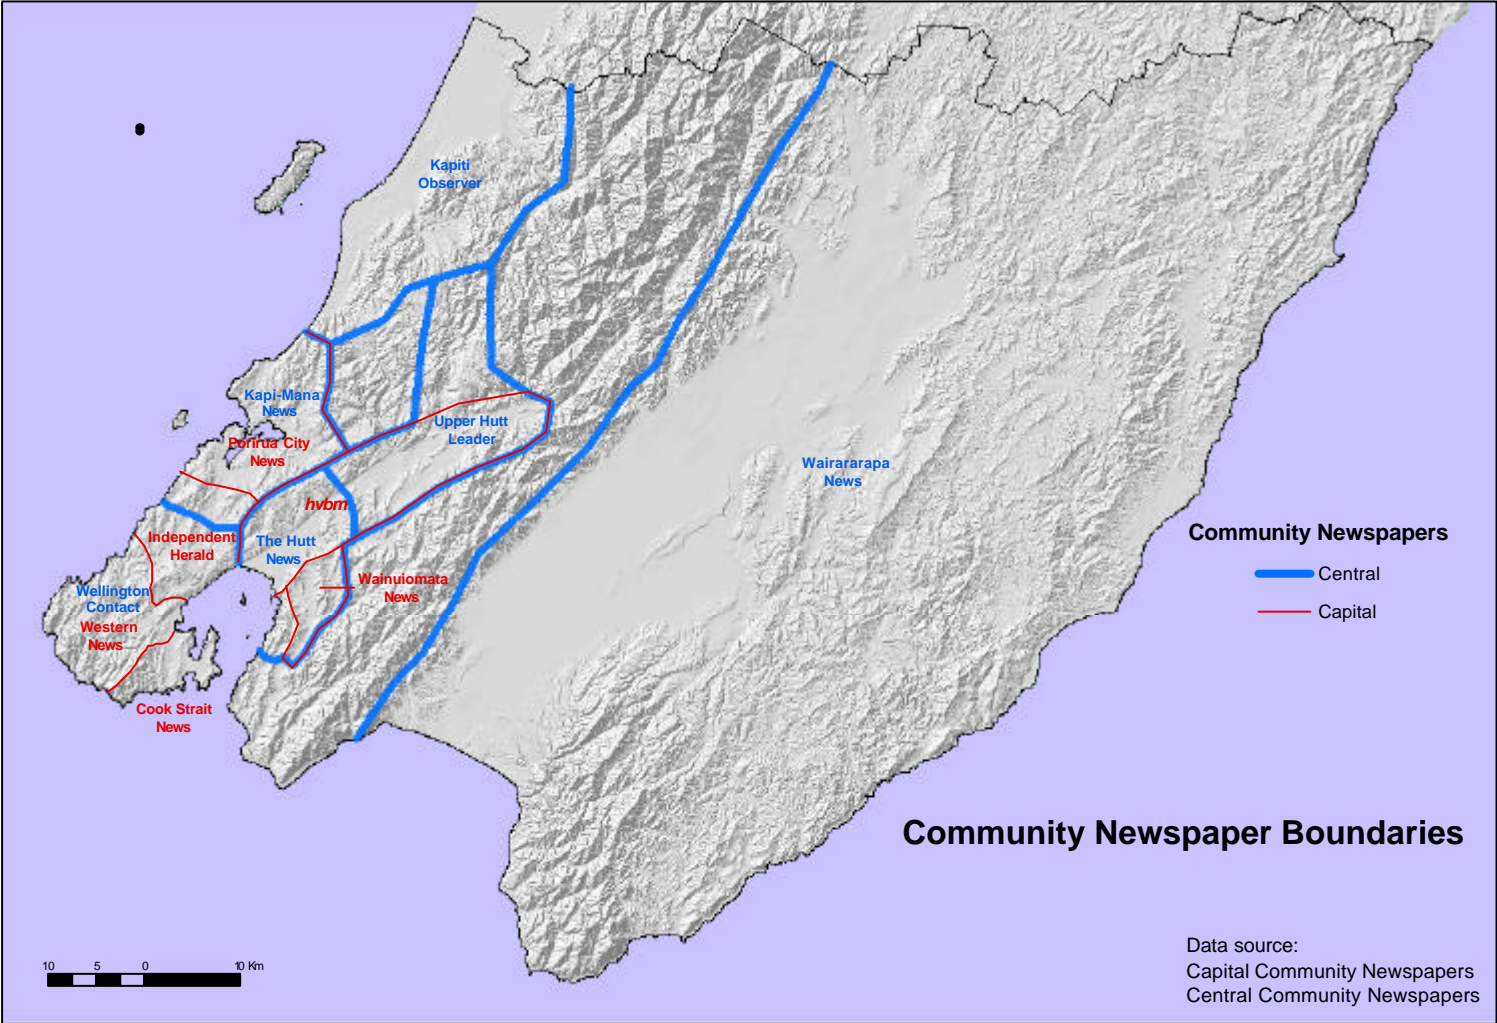 Kapiti
Observer
Kapi-Mana
News
Upper Hutt
Leader
Porirua City
News
Wairararapa
News
hvbm
Community Newspapers
Independent
Herald
The Hutt
News
Central
Wainuiomata
News
Wellington
Contact
Capital
Western
News
Cook Strait
News
Community Newspaper Boundaries
Data source:
Capital Community Newspapers
Central Community Newspapers
10 5 0 10 Km